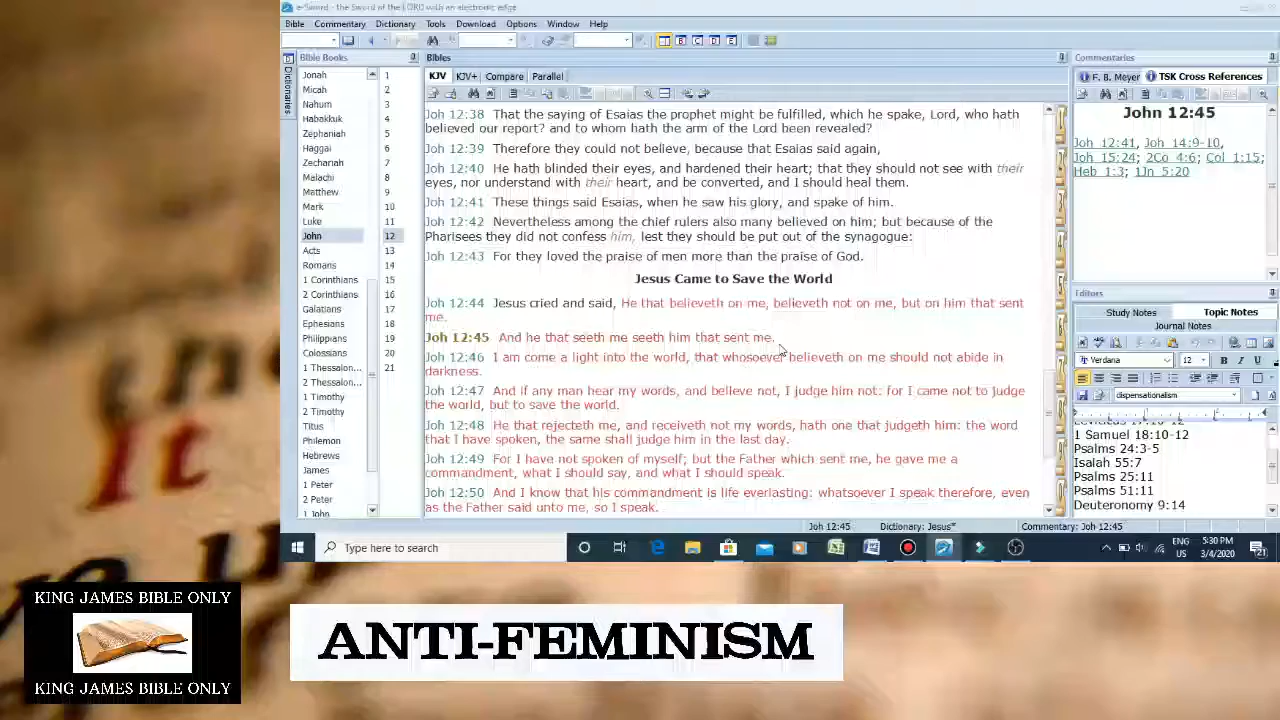 e-Sword - the Sword of the LORD with an electronic edge
Bible Commentary Dictionary Tools Download Options Window Help
Bible Books
Bibles
Commentaries
Dictionaries
KJV KJV+ Compare Parallel
F. B. Meyer TSK Cross References
Jonah
Micah
Nahum
Habakkuk
Zephaniah
Haggai
Zechariah
Malachi
Matthew
Mark
Luke
John
Acts
Romans
1 Corinthians
2 Corinthians
Galatians
Ephesians
Philippians
Colossians
1 Thessalon...
2 Thessalon...
1 Timothy
2 Timothy
Titus
Philemon
Hebrews
James
1 Peter
2 Peter
1 John
1
2
3
4
5
6
7
8
9
10
11
12
13
14
15
16
17
18
19
20
21
Joh 12:38 That the saying of Esaias the prophet might be fulfilled, which he spake, Lord, who hath
believed our report? and to whom hath the arm of the Lord been revealed?
Joh 12:39 Therefore they could not believe, because that Esaias said again,
Joh 12:40 He hath blinded their eyes, and hardened their heart; that they should not see with their
eyes, nor understand with their heart, and be converted, and I should heal them.
Joh 12:41 These things said Esaias, when he saw his glory, and spake of him.
Joh 12:42 Nevertheless among the chief rulers also many believed on him; but because of the
Pharisees they did not confess him, lest they should be put out of the synagogue:
Joh 12:43 For they loved the praise of men more than the praise of God.
Jesus Came to Save the World
Joh 12:44 Jesus cried and said, He that believeth on me, believeth not on me, but on him that sent
me.
Joh 12:45 And he that seeth me seeth him that sent me.
Joh 12:46 I am come a light into the world, that whosoever believeth on me should not abide in
darkness.
Joh 12:47 And if any man hear my words, and believe not, I judge him not: for I came not to judge
the world, but to save the world.
Joh 12:48 He that rejecteth me, and receiveth not my words, hath one that judgeth him: the word
that I have spoken, the same shall judge him in the last day.
Joh 12:49 For I have not spoken of myself; but the Father which sent me, he gave me a
commandment, what I should say, and what I should speak.
Joh 12:50 And I know that his commandment is life everlasting: whatsoever I speak therefore, even
as the Father said unto me, so I speak.
John 12:45
Joh 12:41, Joh 14:9-10,
Joh 15:24; 2Co 4:6; Col 1:15;
Heb 1:3; 1Jn 5:20
Editors
Study Notes Topic Notes
Journal Notes
Verdana 12 B I U
dispensationalism
1 Samuel 18:10-12
Psalms 24:3-5
Isaiah 55:7
Psalms 25:11
Psalms 51:11
Deuteronomy 9:14
Joh 12:45 Dictionary: Jesus* Commentary: Joh 12:45
Type here to search
ENG
US
5:30 PM
3/4/2020
21
It
KING JAMES BIBLE ONLY
KING JAMES BIBLE ONLY
ANTI-FEMINISM